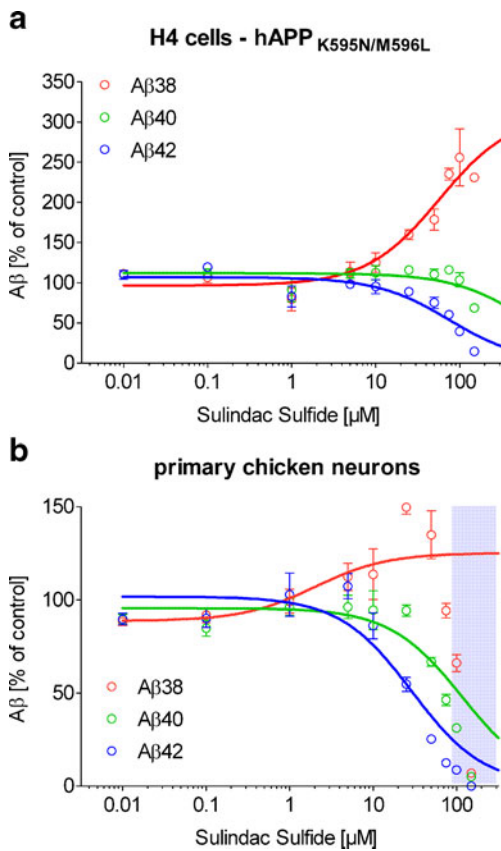 a
H4 cells - hAPP K595N/M596L
Aβ38
Aβ40
Aβ42
Aβ [% of control]
350
300
250
200
150
100
50
0
0.01 0.1 1 10 100
Sulindac Sulfide [µM]
b
primary chicken neurons
Aβ [% of control]
150
100
50
0
Aβ38
Aβ40
Aβ42
0.01 0.1 1 10 100
Sulindac Sulfide [µM]